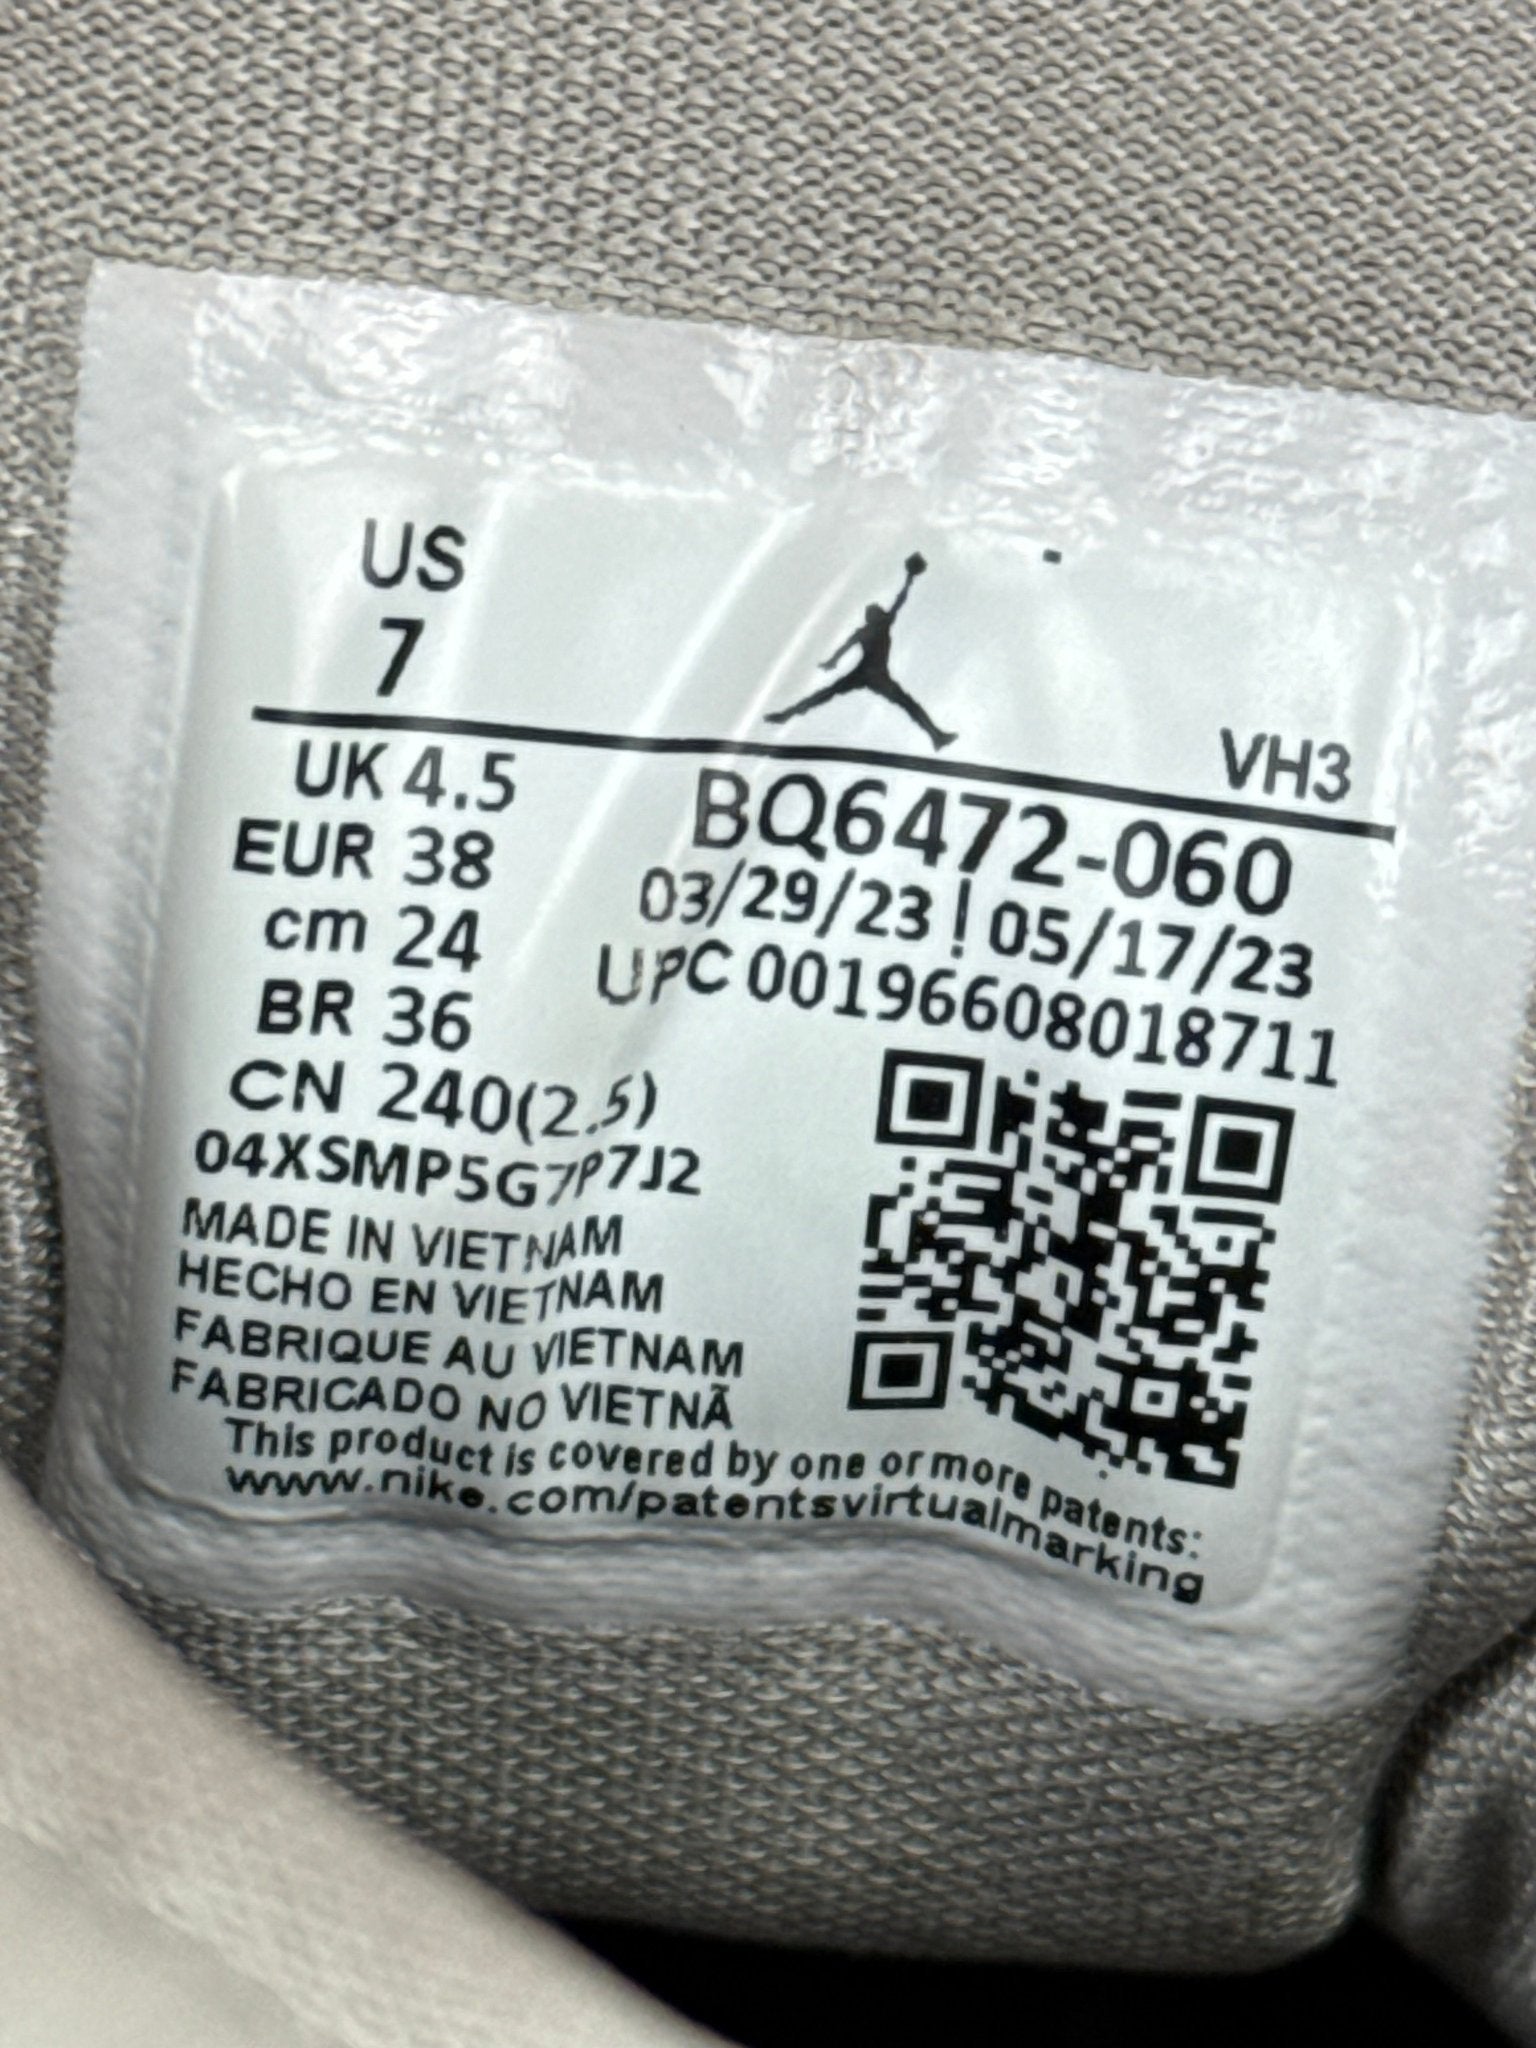 US
7
VH3
UK 4.5
EUR 38
cm 24
BR 36
CN 240(2.5)
04XSMP5G7P7J2
BQ6472-060
03/29/23 ! 05/17/23
UPC 00196608018711
MADE IN VIETNAM
HECHO EN VIETNAM
FABRIQUE AU VIETNAM
FABRICADO NO VIETNÃ
This product is covered by one or more patents:
www.nike.com/patentsvirtualmarking